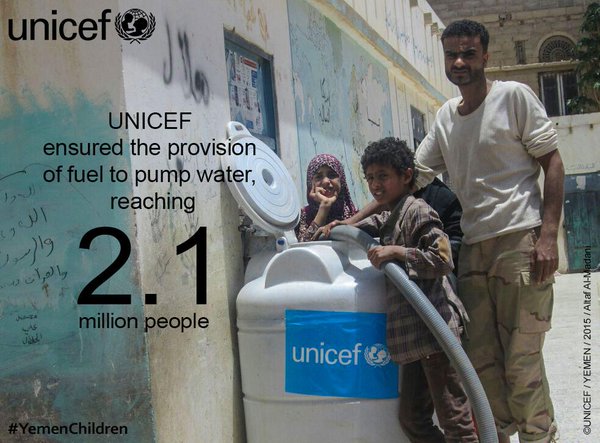 unicef
UNICEF
ensured the provision
of fuel to pump water,
reaching
2.1
million people
unicef
#YemenChildren
©UNICEF / YEMEN / 2015 / Altaf AlHamdani